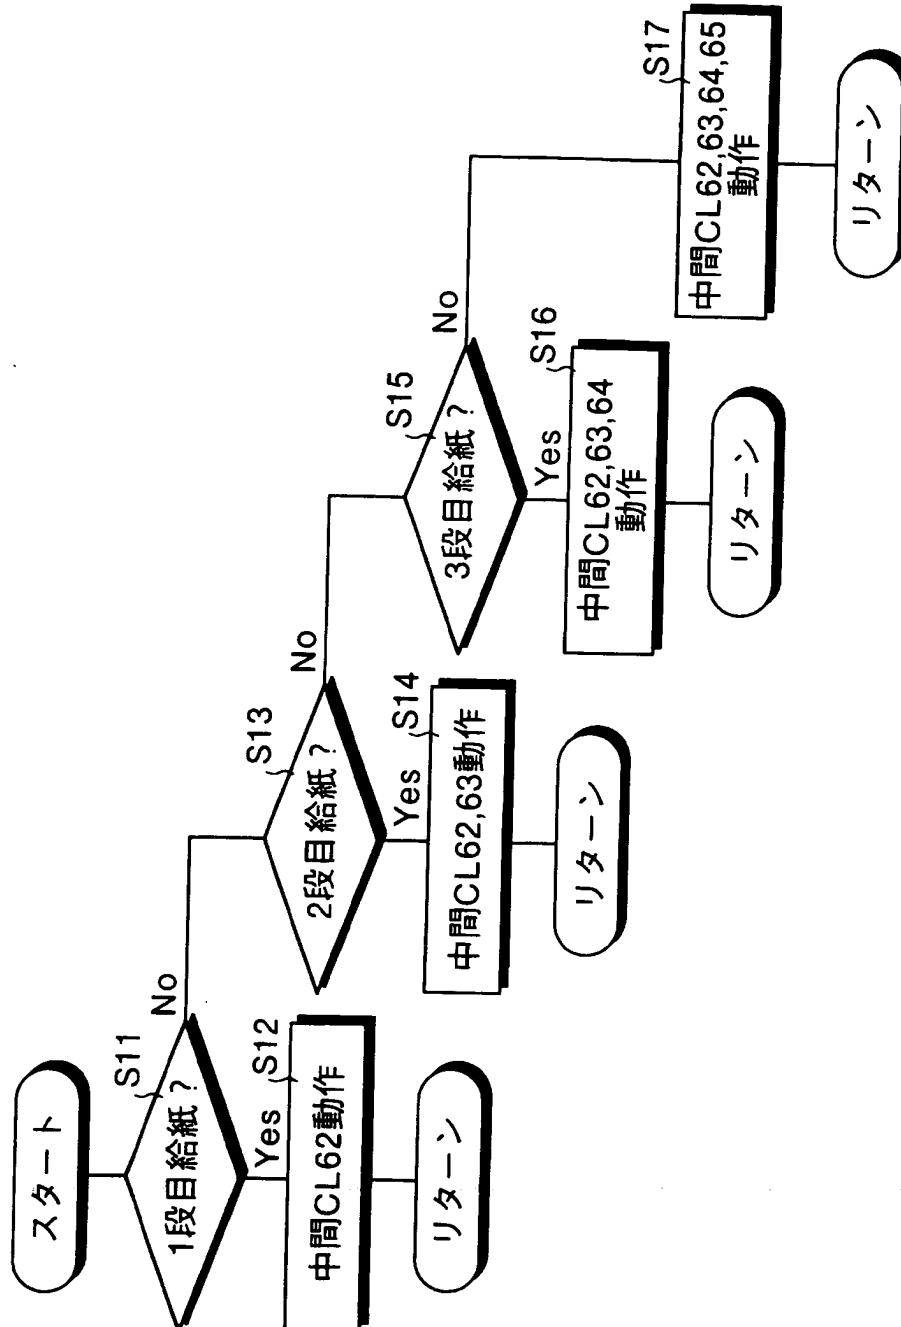 スタート
S11
1段目給紙?
No
Yes
S12
中間CL62動作
リターン
S13
2段目給紙?
No
Yes
S14
中間CL62,63動作
リターン
S15
3段目給紙?
No
Yes
S16
中間CL62,63,64
動作
リターン
S17
中間CL62,63,64,65
動作
リターン